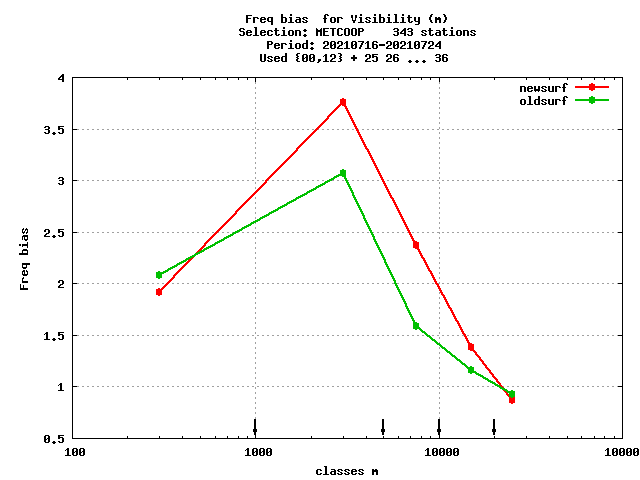 Freq bias  for Visibility (m)
Selection: METCOOP    343 stations
Period: 20210716-20210724
Used {00,12} + 25 26 ... 36
newsurf
oldsurf
4
3.5
3
2.5
2
1.5
1
0.5
Freq bias
100 1000 10000 10000
classes m